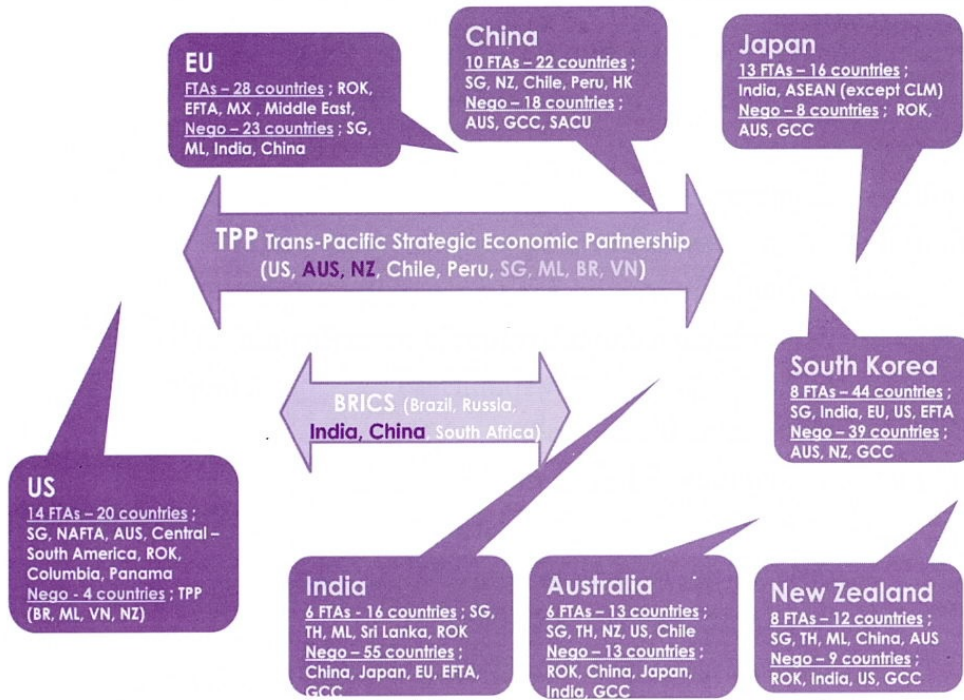 EU
FTAs – 28 countries ; ROK,
EFTA, MX , Middle East,
Nego – 23 countries ; SG,
ML, India, China
China
10 FTAs – 22 countries ;
SG, NZ, Chile, Peru, HK
Nego – 18 countries ;
AUS, GCC, SACU
Japan
13 FTAs – 16 countries ;
India, ASEAN (except CLM)
Nego – 8 countries ; ROK,
AUS, GCC
TPP Trans-Pacific Strategic Economic Partnership
(US, AUS, NZ, Chile, Peru, SG, ML, BR, VN)
BRICS (Brazil, Russia,
India, China, South Africa)
South Korea
8 FTAs – 44 countries ;
SG, India, EU, US, EFTA
Nego – 39 countries ;
AUS, NZ, GCC
US
14 FTAs – 20 countries ;
SG, NAFTA, AUS, Central –
South America, ROK,
Columbia, Panama
Nego - 4 countries ; TPP
(BR, ML, VN, NZ)
India
6 FTAs - 16 countries ; SG,
TH, ML, Sri Lanka, ROK
Nego – 55 countries ;
China, Japan, EU, EFTA,
GCC
Australia
6 FTAs – 13 countries ;
SG, TH, NZ, US, Chile
Nego – 13 countries ;
ROK, China, Japan,
India, GCC
New Zealand
8 FTAs – 12 countries ;
SG, TH, ML, China, AUS
Nego – 9 countries ;
ROK, India, US, GCC